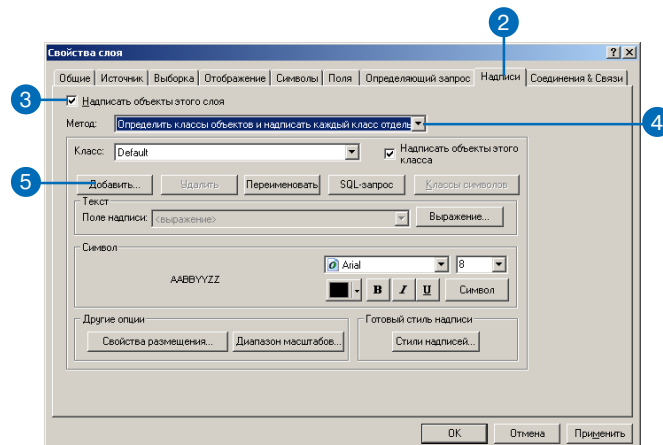 2
Свойства слоя
Общие Источник Выборка Отображение Символы Поля Определяющий запрос Надписи Соединения & Связи
3 Надписать объекты этого слоя
Метод: Определить классы объектов и надписать каждый класс отдель 4
Класс: Default Надписать объекты этого класса
5 Добавить... Удалить Переименовать SQL-запрос Классы символов
Текст
Поле надписи: <выражение> Выражение...
Символ
AABBYYZZ
Arial 8
B I U Символ
Другие опции Готовый стиль надписи
Свойства размещения... Диапазон масштабов... Стили надписей...
OK Отмена Применить